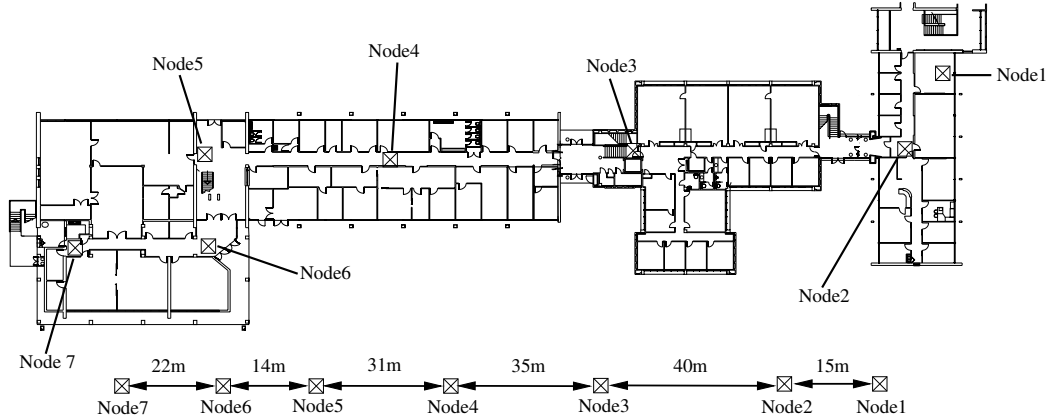 Node4
Node5
Node3
Node1
Node6
Node2
Node 7
22m
14m
31m
35m
40m
15m
Node7
Node6
Node5
Node4
Node3
Node2
Node1